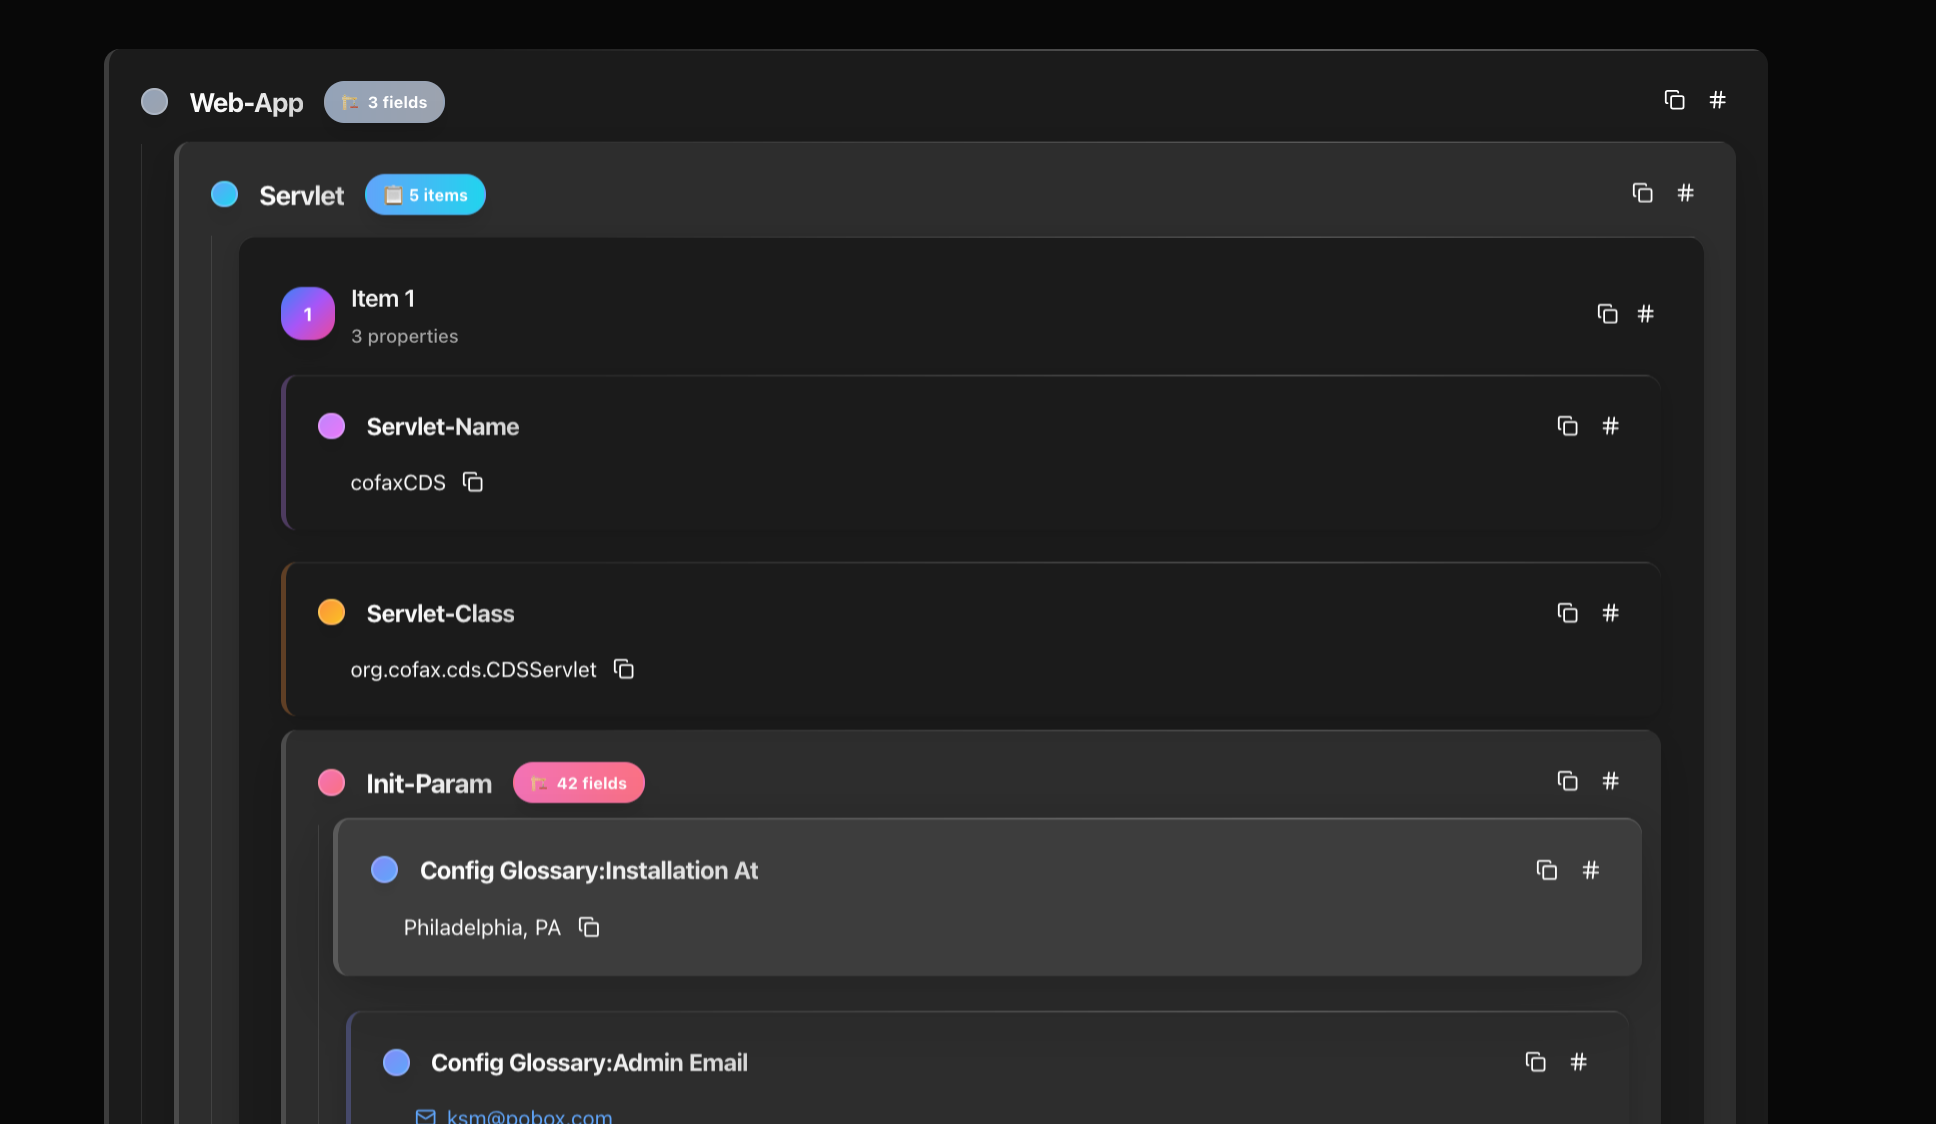 Web-App 3 fields #
Servlet 5 items #
1 Item 1 #
3 properties
Servlet-Name #
cofaxCDS
Servlet-Class #
org.cofax.cds.CDSServlet
Init-Param 42 fields #
Config Glossary:Installation At #
Philadelphia, PA
Config Glossary:Admin Email #
ksm@pobox.com